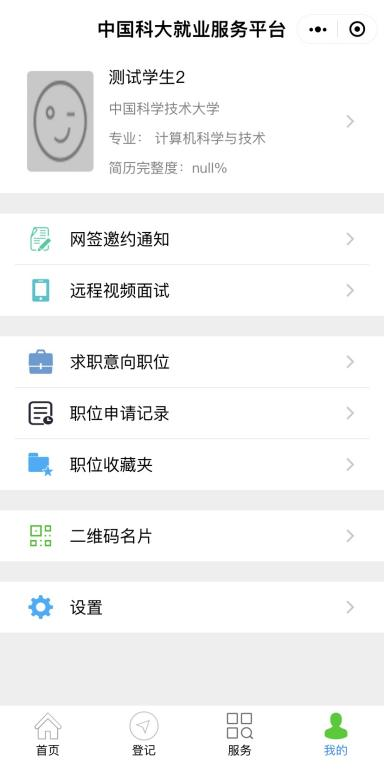 中国科大就业服务平台
测试学生2
中国科学技术大学
专业： 计算机科学与技术
简历完整度：null%
网签邀约通知
远程视频面试
求职意向职位
职位申请记录
职位收藏夹
二维码名片
设置
首页
登记
服务
我的